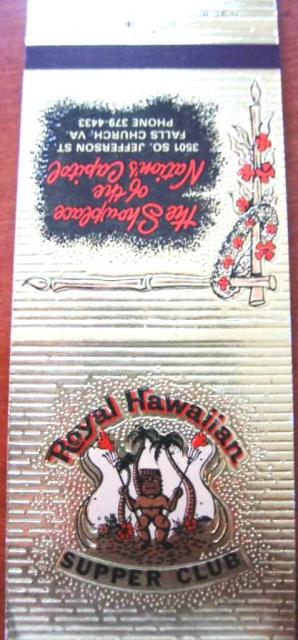 The Showplace
of the
Nation's Capitol
3501 SO. JEFFERSON ST
FALLS CHURCH, VA.
PHONE 379-4433
Royal Hawaiian
SUPPER CLUB